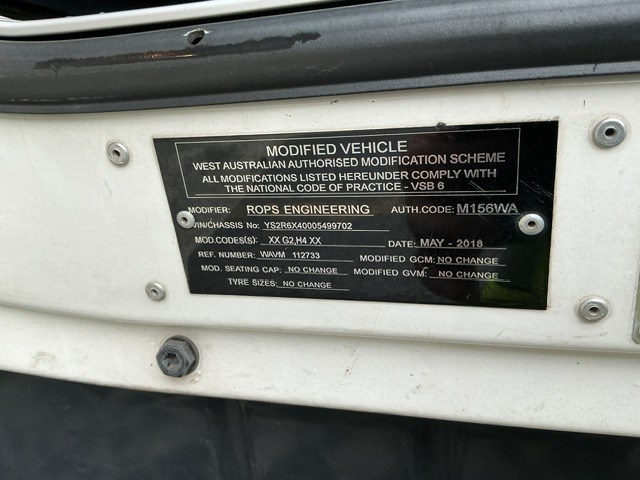 MODIFIED VEHICLE
WEST AUSTRALIAN AUTHORISED MODIFICATION SCHEME
ALL MODIFICATIONS LISTED HEREUNDER COMPLY WITH
THE NATIONAL CODE OF PRACTICE - VSB 6
MODIFIER: ROPS ENGINEERING AUTH.CODE: M156WA
VIN/CHASSIS No: YS2R6X40005499702
MOD.CODES(S) XX G2,H4 XX DATE: MAY - 2018
REF. NUMBER: WAVM 112733 MODIFIED GCM: NO CHANGE
MOD. SEATING CAP: NO CHANGE MODIFIED GVM: NO CHANGE
TYRE SIZES: NO CHANGE